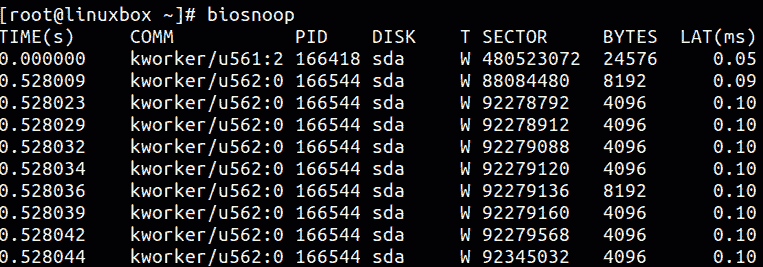 [root@linuxbox ~]# biosnoop
TIME(s) COMM PID DISK T SECTOR BYTES LAT(ms)
0.000000 kworker/u561:2 166418 sda W 480523072 24576 0.05
0.528009 kworker/u562:0 166544 sda W 88084480 8192 0.09
0.528023 kworker/u562:0 166544 sda W 92278792 4096 0.10
0.528029 kworker/u562:0 166544 sda W 92278912 4096 0.10
0.528032 kworker/u562:0 166544 sda W 92279088 4096 0.10
0.528034 kworker/u562:0 166544 sda W 92279120 4096 0.10
0.528036 kworker/u562:0 166544 sda W 92279136 8192 0.10
0.528039 kworker/u562:0 166544 sda W 92279160 4096 0.10
0.528042 kworker/u562:0 166544 sda W 92279568 4096 0.10
0.528044 kworker/u562:0 166544 sda W 92345032 4096 0.10